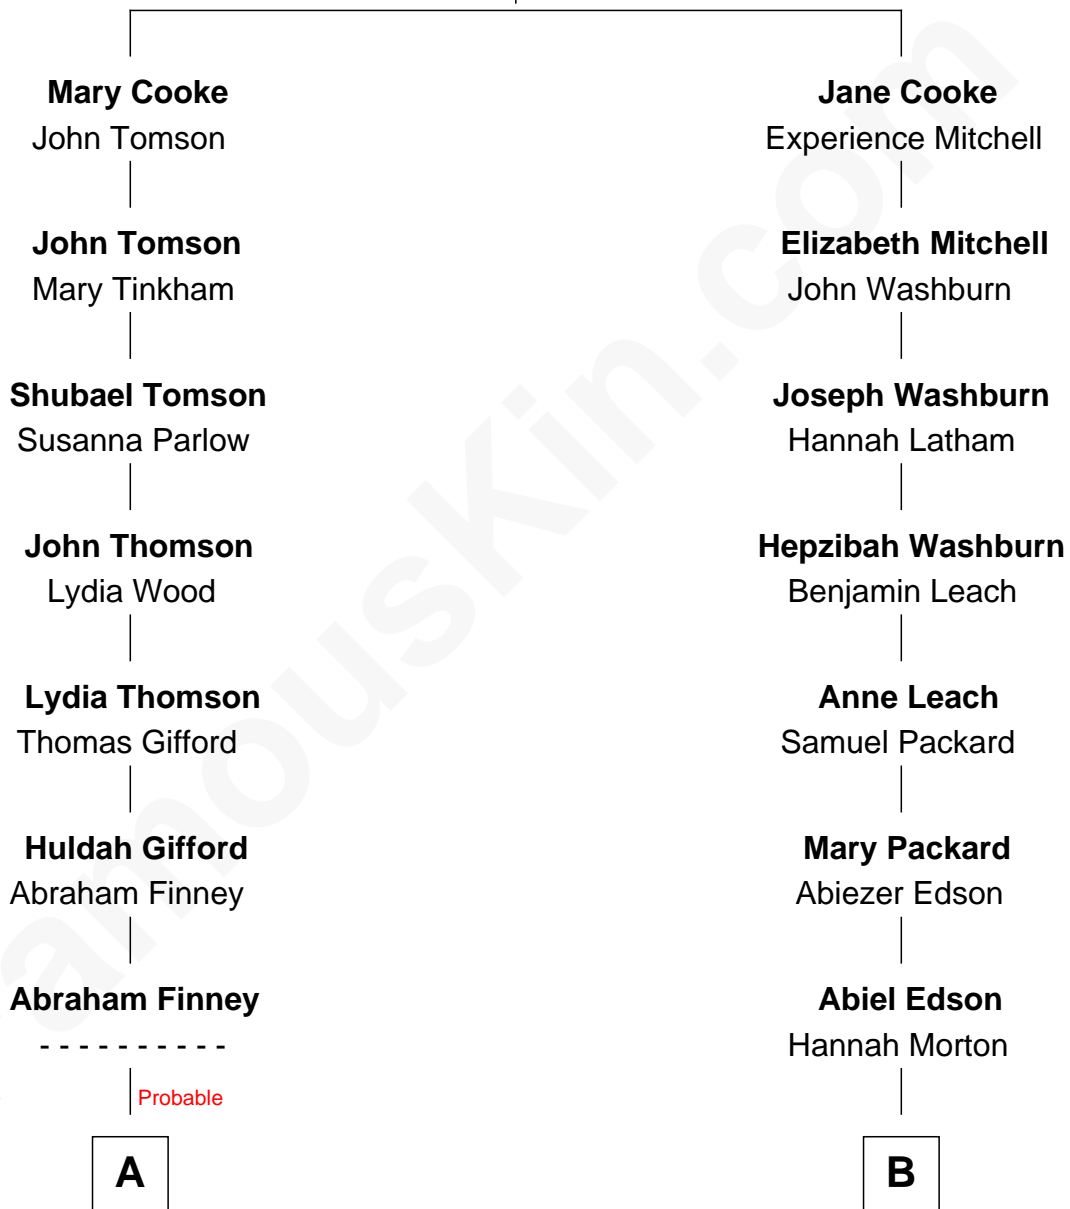 Mary Cooke
John Tomson
Jane Cooke
Experience Mitchell
John Tomson
Mary Tinkham
Elizabeth Mitchell
John Washburn
Shubael Tomson
Susanna Parlow
Joseph Washburn
Hannah Latham
John Thomson
Lydia Wood
Hepzibah Washburn
Benjamin Leach
Lydia Thomson
Thomas Gifford
Anne Leach
Samuel Packard
Huldah Gifford
Abraham Finney
Mary Packard
Abiezer Edson
Abraham Finney
- - - - - - - - - -
Abiel Edson
Hannah Morton
Probable
A
B
amousKin.com